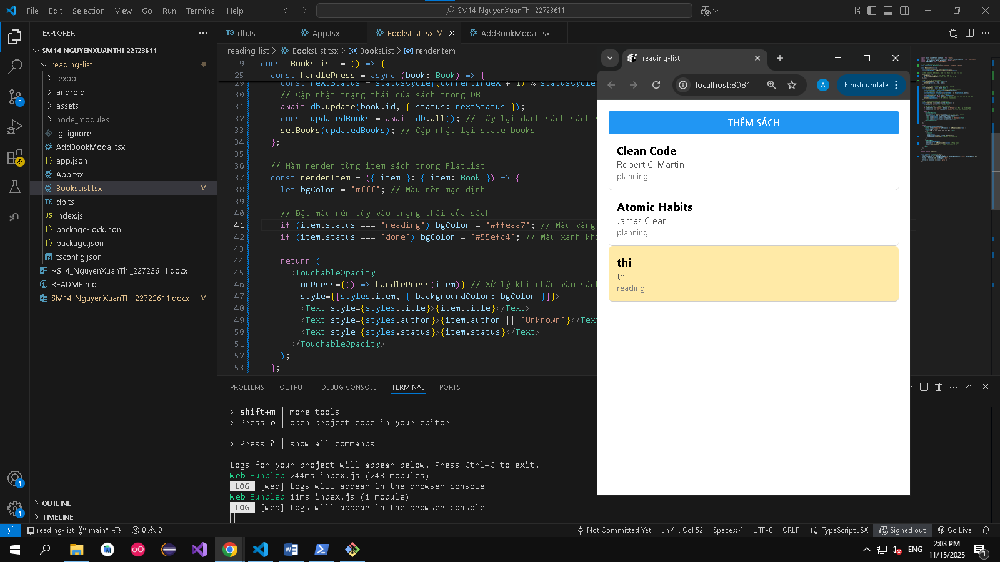 File Edit Selection View Go Run Terminal Help
SM14_NguyenXuanThi_22723611
EXPLORER
SM14_NGUYENXUANTHI_22723611
reading-list
.expo
android
assets
node_modules
.gitignore
AddBookModal.tsx
{} app.json
App.tsx
BooksList.tsx M
TS db.ts
JS index.js
{} package-lock.json
{} package.json
TS tsconfig.json
~$14_NguyenXuanThi_22723611.docx
README.md
SM14_NguyenXuanThi_22723611.docx M
OUTLINE
TIMELINE
3
1
1
TS db.ts
App.tsx
BooksList.tsx M
AddBookModal.tsx
reading-list > BooksList.tsx > BooksList > renderItem
9 const BooksList = () => {
25 const handlePress = async (book: Book) => {
29 const nextStatus = statusCycle[(currentIndex + 1) % statusCycle
30 // Cập nhật trạng thái của sách trong DB
31 await db.update(book.id, { status: nextStatus });
32 const updatedBooks = await db.all(); // Lấy lại danh sách sách s
33 setBooks(updatedBooks); // Cập nhật lại state books
34 };
35
36 // Hàm render từng item sách trong FlatList
37 const renderItem = ({ item }: { item: Book }) => {
38 let bgColor = '#fff'; // Màu nền mặc định
39
40 // Đặt màu nền tùy vào trạng thái của sách
41 if (item.status === 'reading') bgColor = '#ffeaa7'; // Màu vàng
42 if (item.status === 'done') bgColor = '#55efc4'; // Màu xanh khi
43
44 return (
45 <TouchableOpacity
46 onPress={() => handlePress(item)} // Xử lý khi nhấn vào sách
47 style={[styles.item, { backgroundColor: bgColor }]}>
48 <Text style={styles.title}>{item.title}</Text>
49 <Text style={styles.author}>{item.author || 'Unknown'}</Text
50 <Text style={styles.status}>{item.status}</Text>
51 </TouchableOpacity>
52 );
53 };
reading-list
localhost:8081
A
Finish update
THÊM SÁCH
Clean Code
Robert C. Martin
planning
Atomic Habits
James Clear
planning
thi
thi
reading
PROBLEMS OUTPUT DEBUG CONSOLE TERMINAL PORTS
› shift+m │ more tools
› Press o │ open project code in your editor
› Press ? │ show all commands
Logs for your project will appear below. Press Ctrl+C to exit.
Web Bundled 244ms index.js (243 modules)
LOG [web] Logs will appear in the browser console
Web Bundled 11ms index.js (1 module)
LOG [web] Logs will appear in the browser console
reading-list main* 0 0 Not Committed Yet Ln 41, Col 52 Spaces: 4 UTF-8 CRLF {} TypeScript JSX Signed out Go Live
ENG
2:03 PM
11/15/2025
1